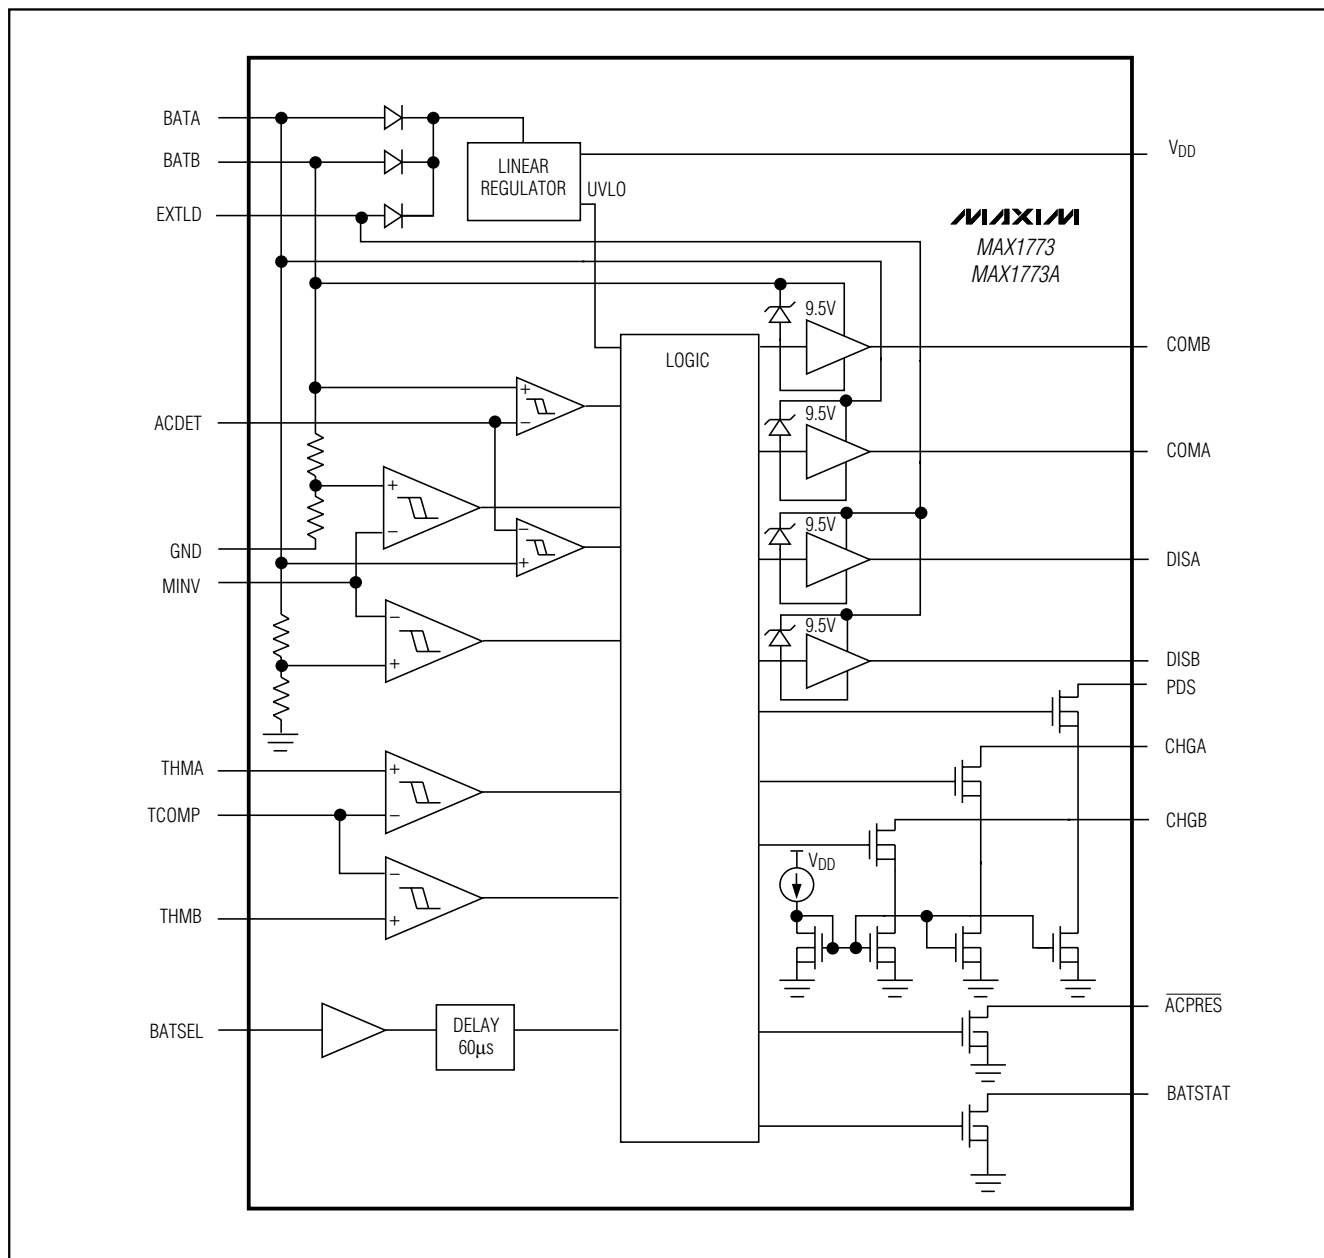 BATA
BATB
EXTLD
ACDET
GND
MINV
THMA
TCOMP
THMB
BATSEL
LINEAR
REGULATOR
UVLO
MAXIM
MAX1773
MAX1773A
LOGIC
9.5V
9.5V
9.5V
9.5V
+
−
+
−
−
+
−
+
+
−
−
+
VDD
DELAY
60µs
VDD
COMB
COMA
DISA
DISB
PDS
CHGA
CHGB
ACPRES
BATSTAT